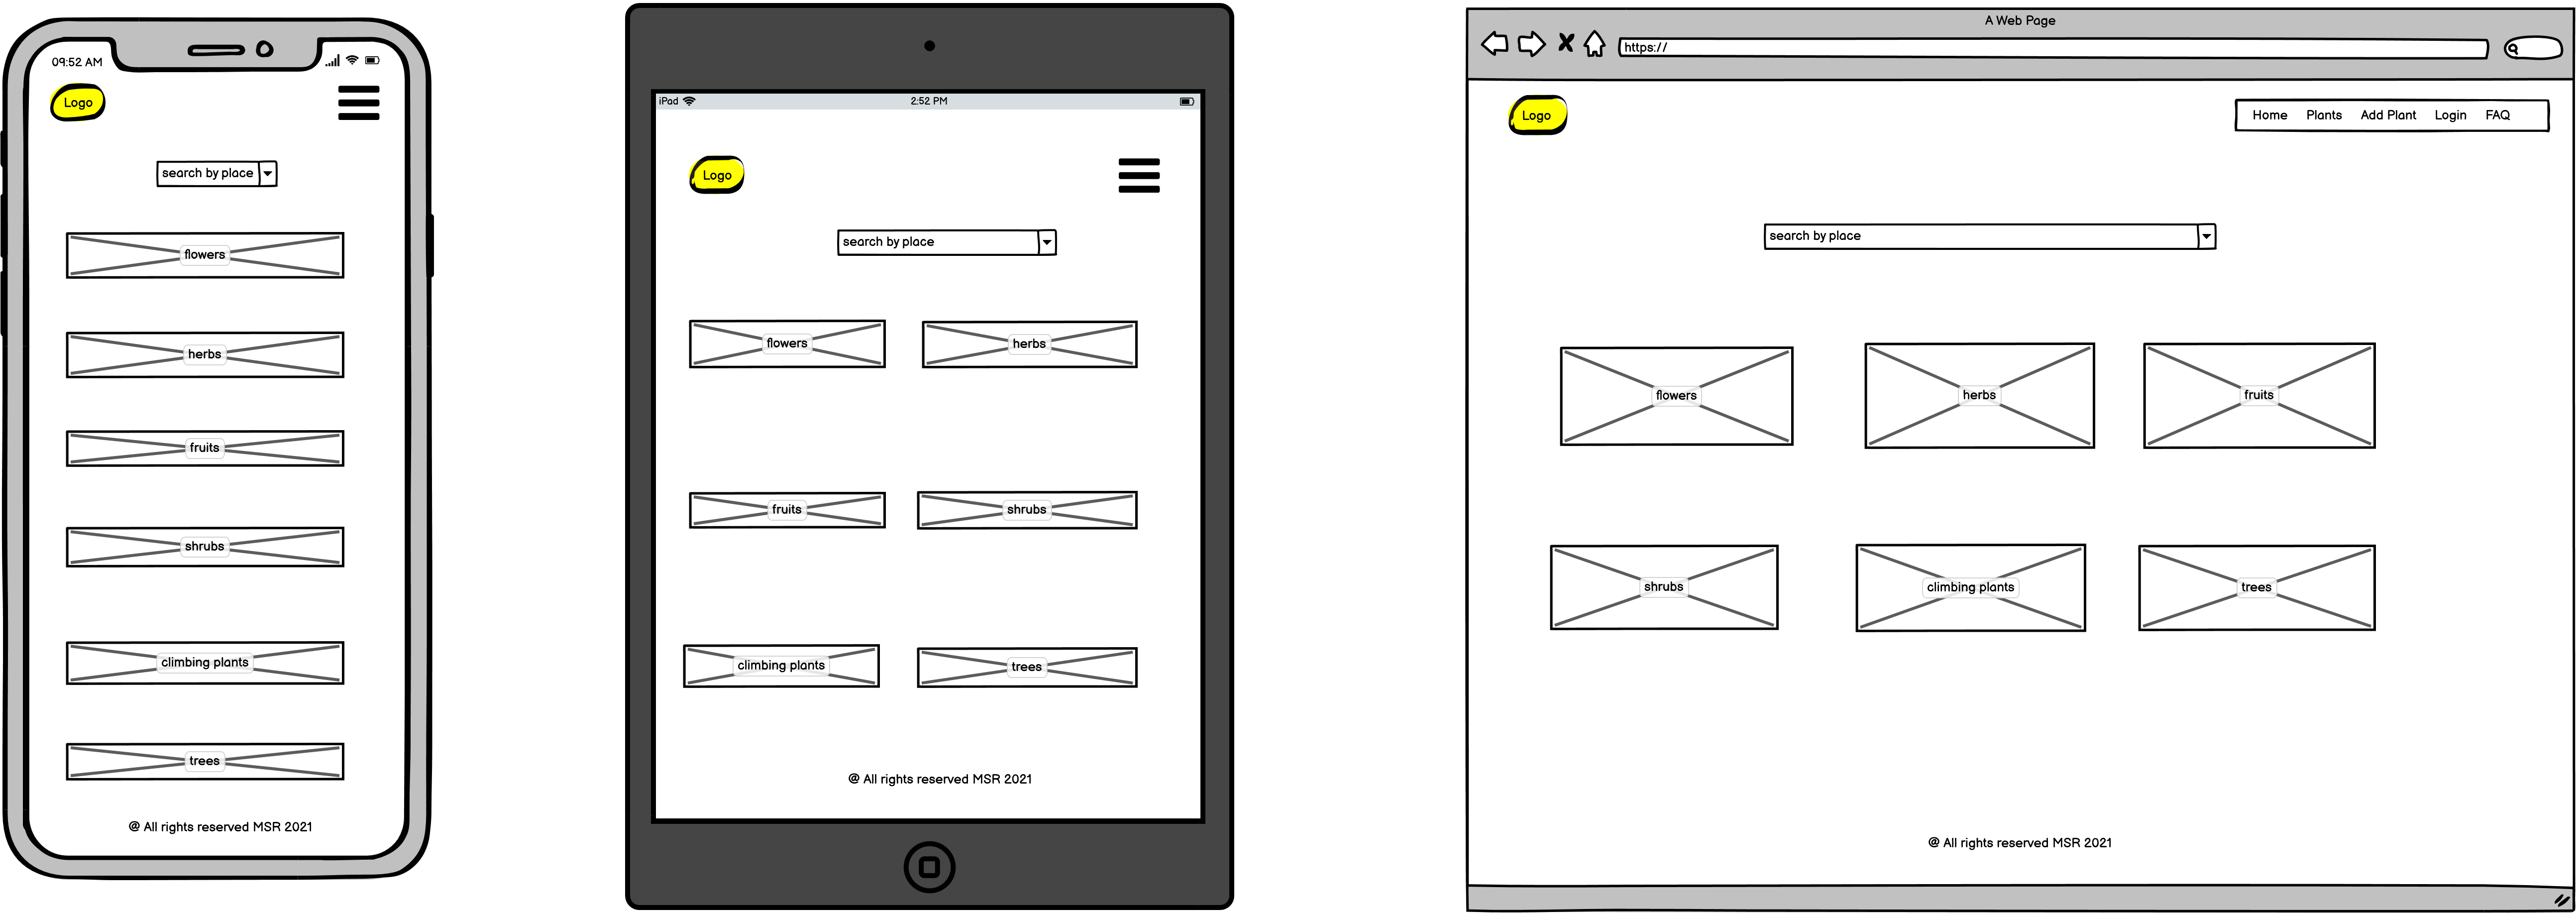 09:52 AM
Logo
search by place
flowers
herbs
fruits
shrubs
climbing plants
trees
@ All rights reserved MSR 2021
iPad
2:52 PM
Logo
search by place
flowers
herbs
fruits
shrubs
climbing plants
trees
@ All rights reserved MSR 2021
A Web Page
https://
Logo
Home Plants Add Plant Login FAQ
search by place
flowers
herbs
fruits
shrubs
climbing plants
trees
@ All rights reserved MSR 2021